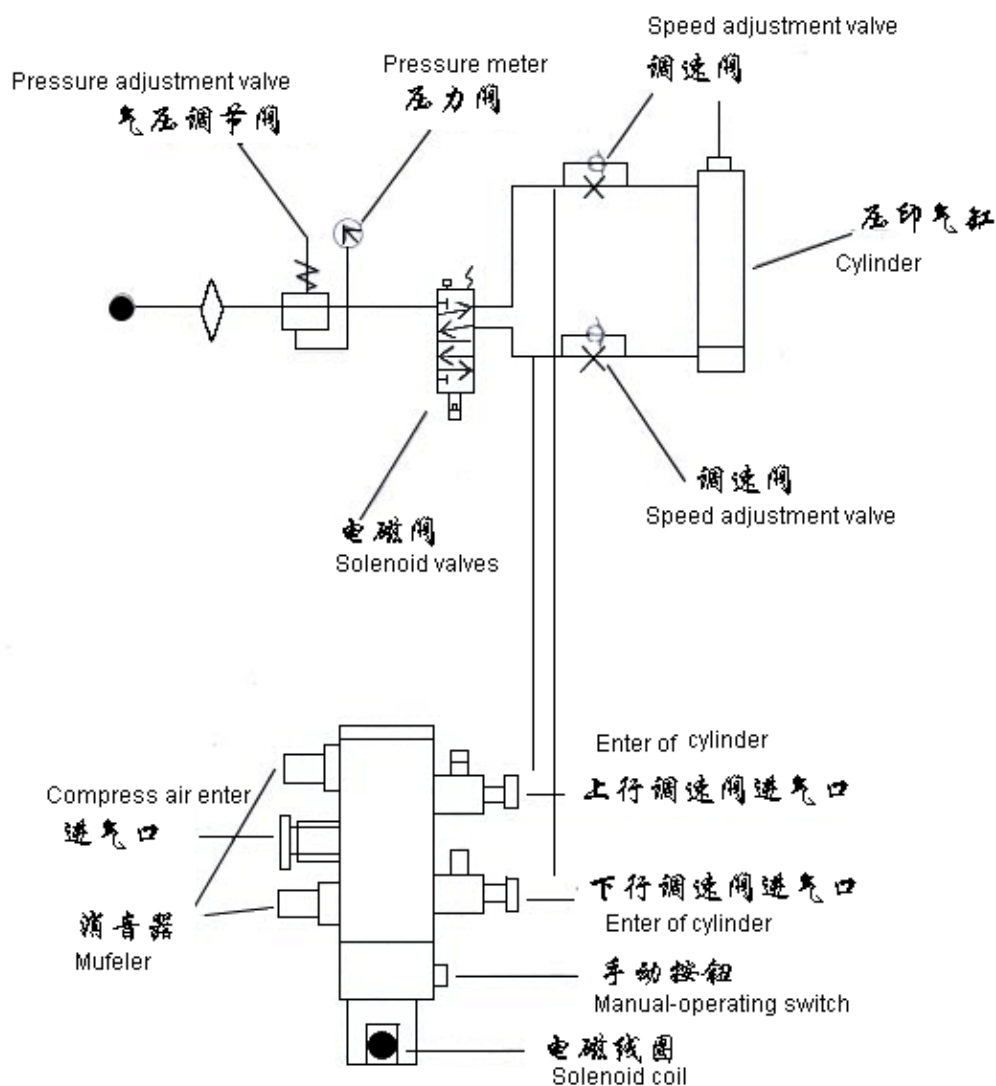 Speed adjustment valve
调速阀
Pressure adjustment valve
气压调节阀
Pressure meter
压力阀
压印气缸
Cylinder
调速阀
Speed adjustment valve
电磁阀
Solenoid valves
Enter of cylinder
上行调速阀进气口
Compress air enter
进气口
下行调速阀进气口
Enter of cylinder
消音器
Mufeler
手动按钮
Manual-operating switch
电磁线圈
Solenoid coil